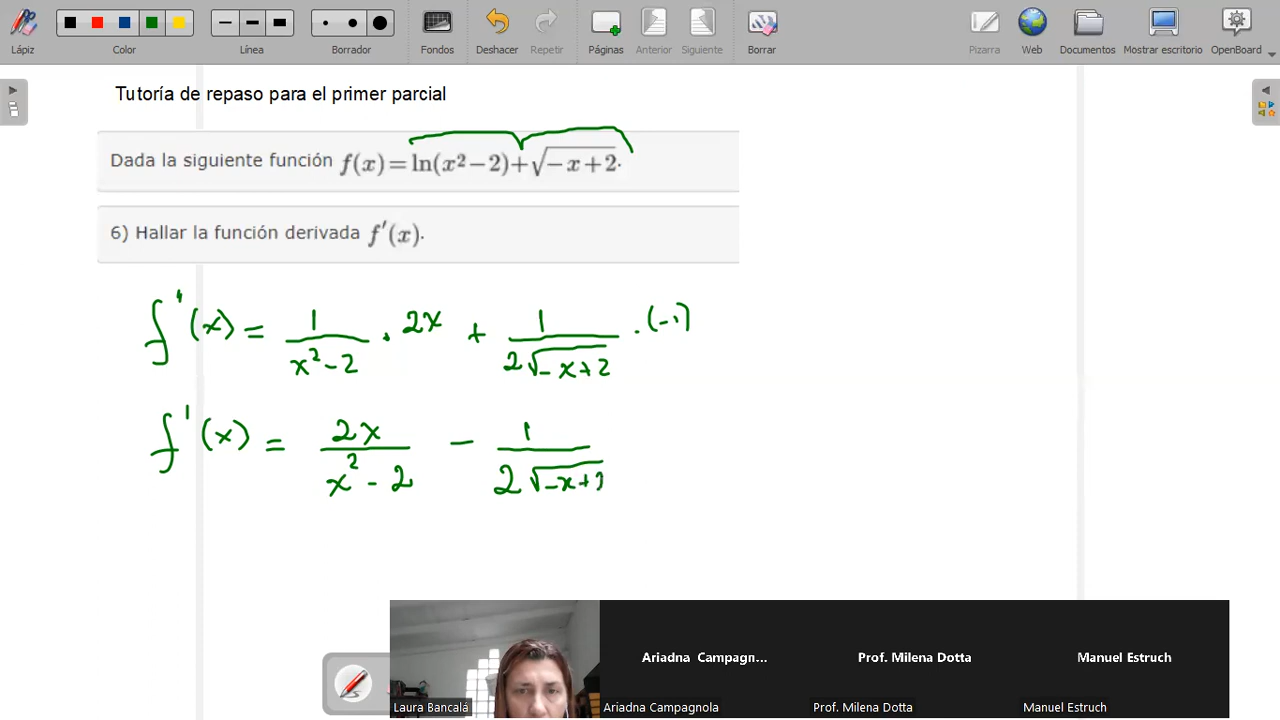 Lápiz Color Línea Borrador Fondos Deshacer Repetir Páginas Anterior Siguiente Borrar Pizarra Web Documentos Mostrar escritorio OpenBoard
Tutoría de repaso para el primer parcial
Dada la siguiente función f(x)=ln(x²−2)+√(−x+2).
6) Hallar la función derivada f′(x).
f'(x) = 1/(x²-2) · 2x + 1/(2√(-x+2)) · (-1)
f'(x) = 2x/(x²-2) - 1/(2√(-x+2))
Ariadna Campagn... Prof. Milena Dotta Manuel Estruch
Laura Bancalá Ariadna Campagnola Prof. Milena Dotta Manuel Estruch